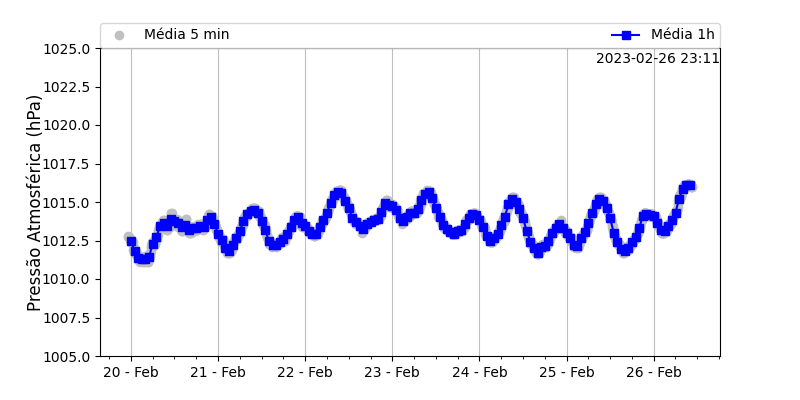 Média 5 min
Média 1h
2023-02-26 23:11
Pressão Atmosférica (hPa)
1025.0
1022.5
1020.0
1017.5
1015.0
1012.5
1010.0
1007.5
1005.0
20 - Feb
21 - Feb
22 - Feb
23 - Feb
24 - Feb
25 - Feb
26 - Feb